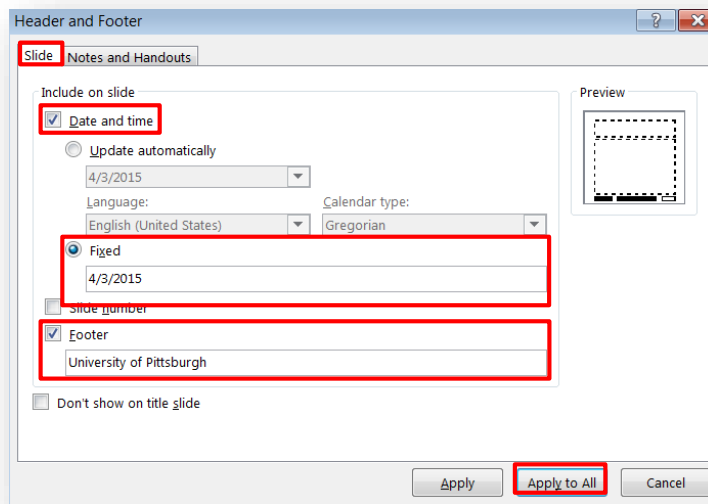 Header and Footer
Slide Notes and Handouts
Include on slide
Preview
Date and time
Update automatically
4/3/2015
Language: Calendar type:
English (United States) Gregorian
Fixed
4/3/2015
Slide number
Footer
University of Pittsburgh
Don't show on title slide
Apply Apply to All Cancel